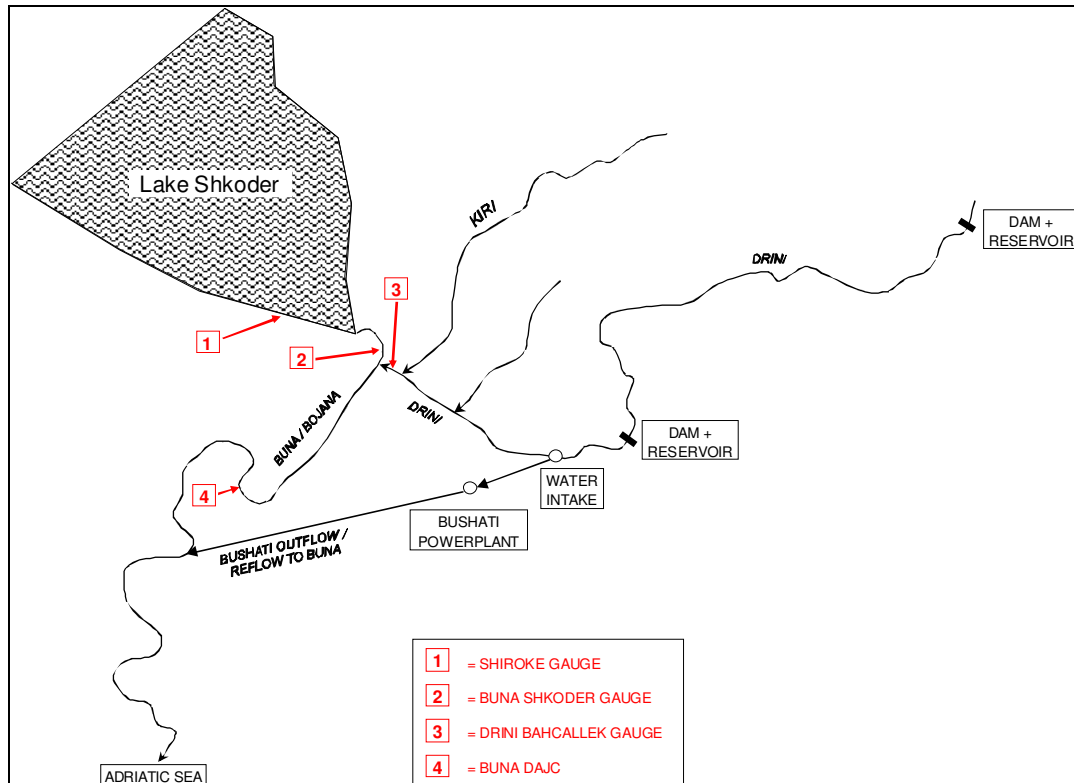 Lake Shkoder
KIRI
DRINI
DAM +
RESERVOIR
3
1
2
BUNA / BOJANA
DRINI
DAM +
RESERVOIR
4
WATER
INTAKE
BUSHATI
POWERPLANT
BUSHATI OUTFLOW /
REFLOW TO BUNA
1 = SHIROKE GAUGE
2 = BUNA SHKODER GAUGE
3 = DRINI BAHCALLEK GAUGE
4 = BUNA DAJC
ADRIATIC SEA